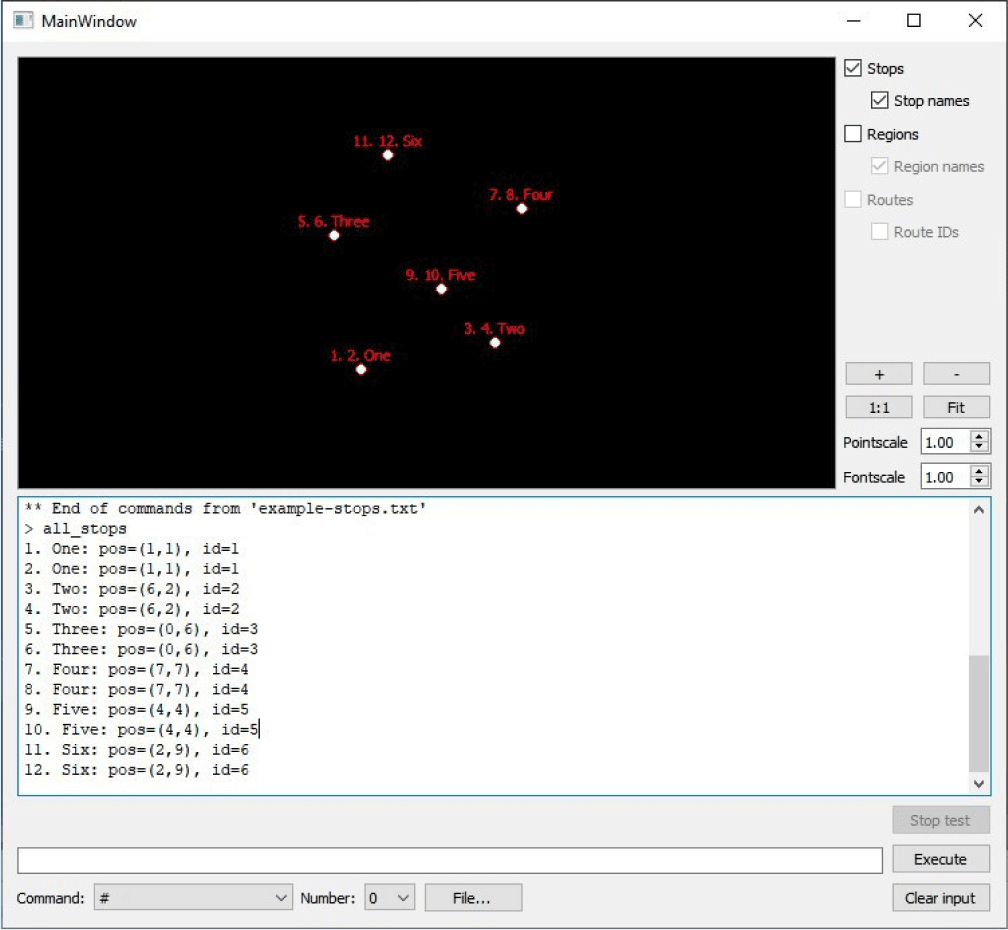 MainWindow
Stops
Stop names
Regions
Region names
Routes
Route IDs
11. 12. Six
7. 8. Four
5. 6. Three
9. 10. Five
3. 4. Two
1. 2. One
+ -
1:1 Fit
Pointscale 1.00
Fontscale 1.00
** End of commands from 'example-stops.txt'
> all_stops
1. One: pos=(1,1), id=1
2. One: pos=(1,1), id=1
3. Two: pos=(6,2), id=2
4. Two: pos=(6,2), id=2
5. Three: pos=(0,6), id=3
6. Three: pos=(0,6), id=3
7. Four: pos=(7,7), id=4
8. Four: pos=(7,7), id=4
9. Five: pos=(4,4), id=5
10. Five: pos=(4,4), id=5
11. Six: pos=(2,9), id=6
12. Six: pos=(2,9), id=6
Stop test
Execute
Command: # Number: 0 File... Clear input